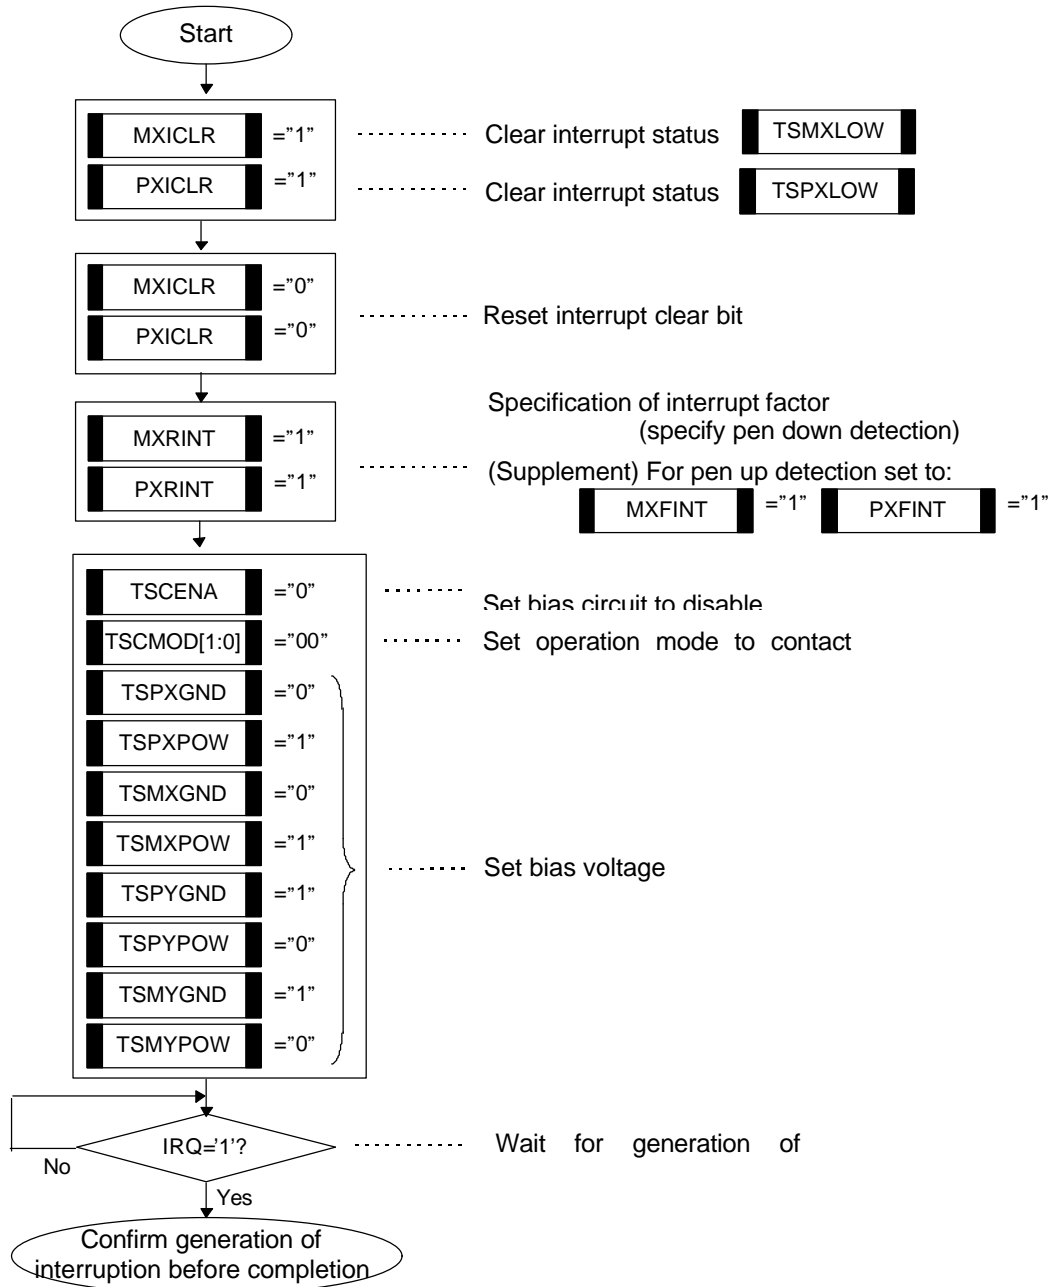 Start
MXICLR ="1" Clear interrupt status TSMXLOW
PXICLR ="1" Clear interrupt status TSPXLOW
MXICLR ="0"
PXICLR ="0"
Reset interrupt clear bit
MXRINT ="1"
PXRINT ="1"
Specification of interrupt factor
(specify pen down detection)
(Supplement) For pen up detection set to:
MXFINT ="1" PXFINT ="1"
TSCENA ="0" Set bias circuit to disable
TSCMOD[1:0] ="00" Set operation mode to contact
TSPXGND ="0"
TSPXPOW ="1"
TSMXGND ="0"
TSMXPOW ="1"
TSPYGND ="1"
TSPYPOW ="0"
TSMYGND ="1"
TSMYPOW ="0"
Set bias voltage
IRQ='1'? Wait for generation of
No
Yes
Confirm generation of
interruption before completion